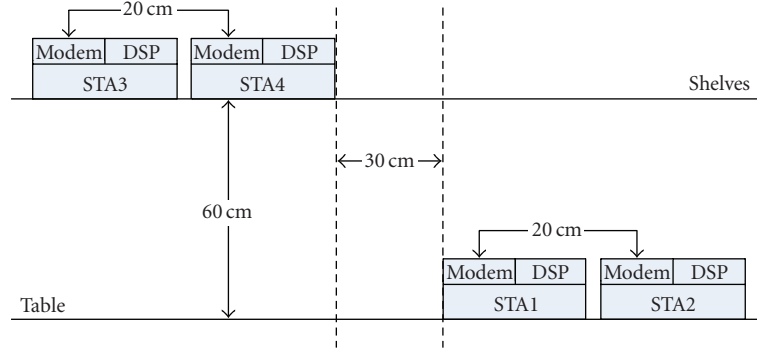 20 cm
Modem DSP Modem DSP
STA3 STA4
Shelves
30 cm
60 cm
20 cm
Modem DSP Modem DSP
Table
STA1 STA2